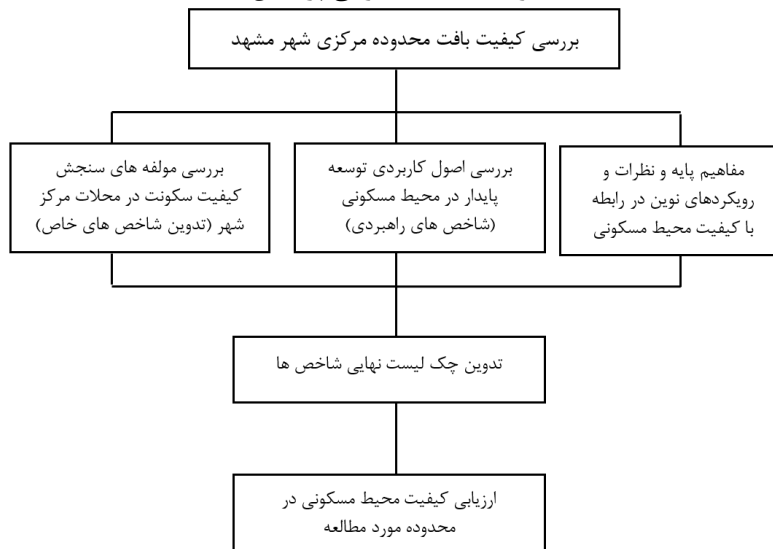 بررسی کیفیت بافت محدوده مرکزی شهر مشهد
مفاهیم پایه و نظرات و
رویکردهای نوین در رابطه
با کیفیت محیط مسکونی
بررسی اصول کاربردی توسعه
پایدار در محیط مسکونی
(شاخص های راهبردی)
بررسی مولفه های سنجش
کیفیت سکونت در محلات مرکز
شهر (تدوین شاخص های خاص)
تدوین چک لیست نهایی شاخص ها
ارزیابی کیفیت محیط مسکونی در
محدوده مورد مطالعه